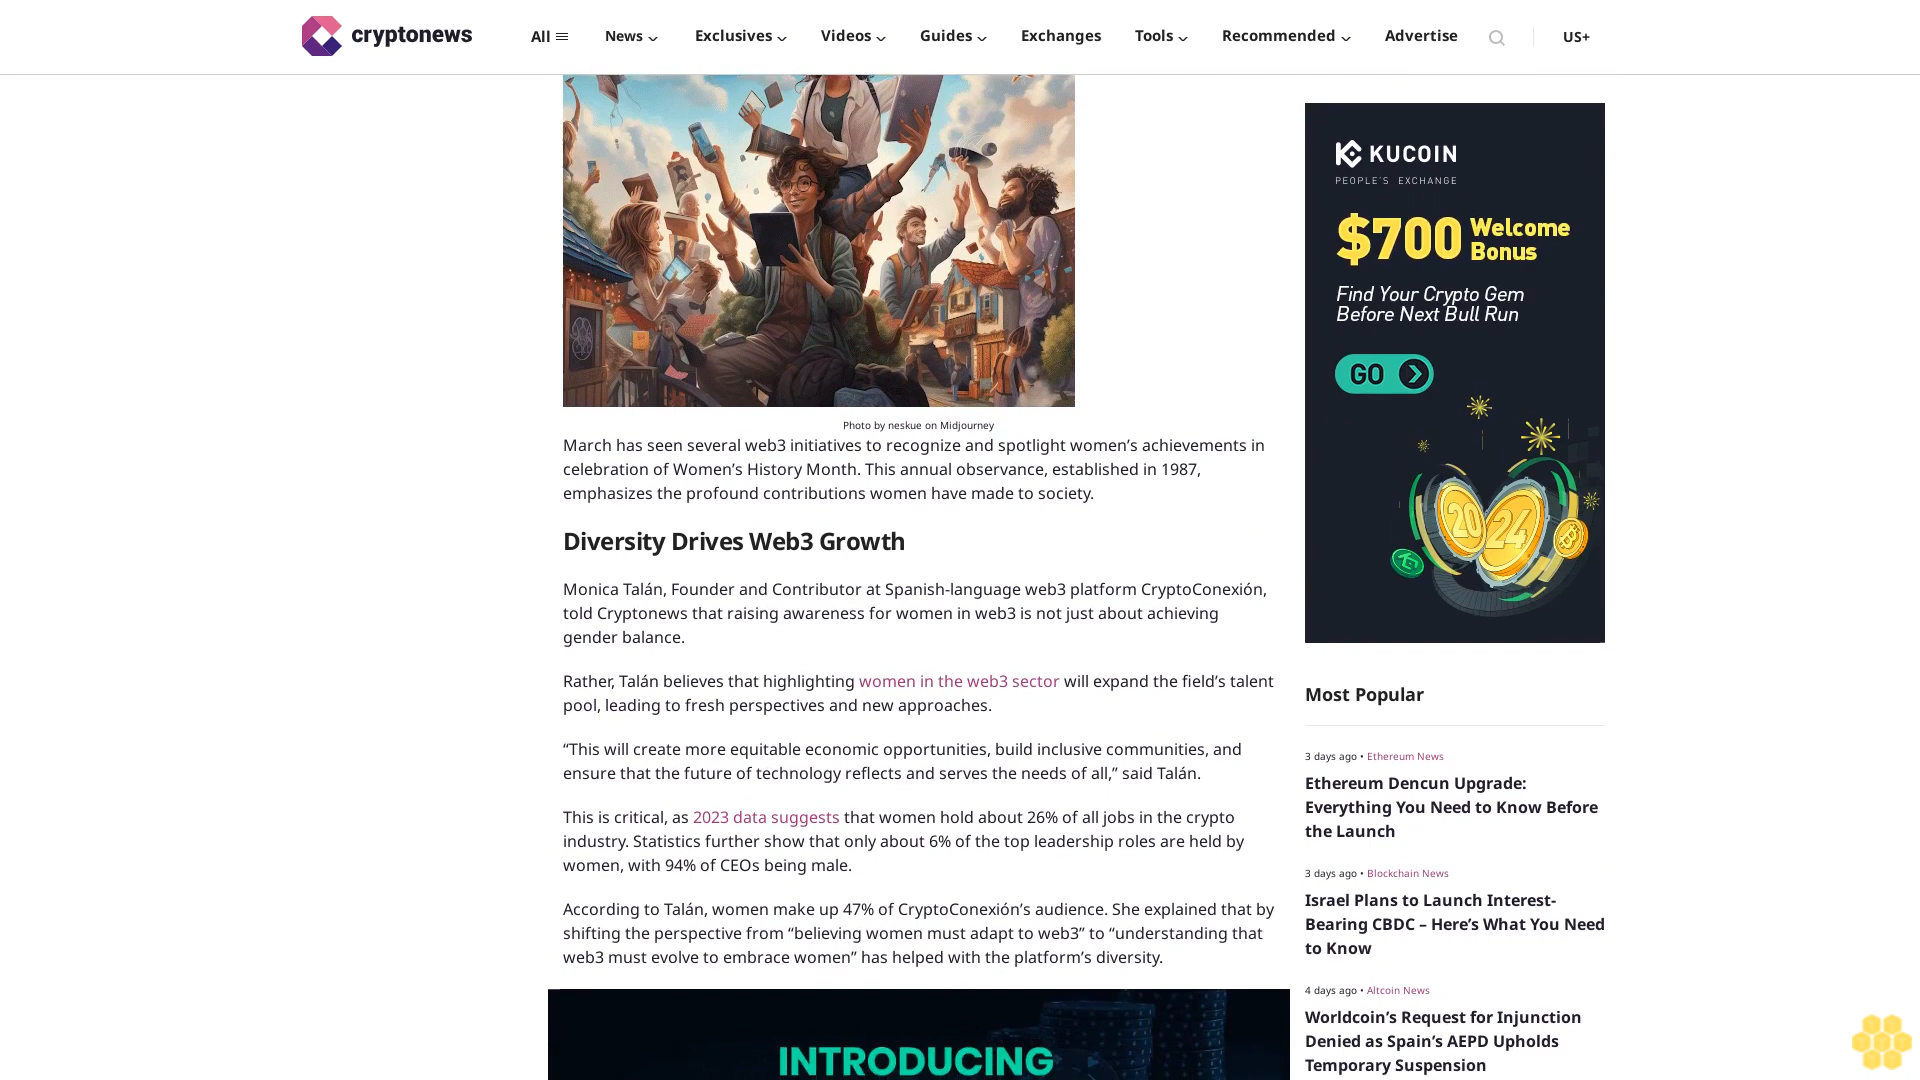 cryptonews
All
News
Exclusives
Videos
Guides
Exchanges
Tools
Recommended
Advertise
US+
Photo by neskue on Midjourney
March has seen several web3 initiatives to recognize and spotlight women’s achievements in
celebration of Women’s History Month. This annual observance, established in 1987,
emphasizes the profound contributions women have made to society.
Diversity Drives Web3 Growth
Monica Talán, Founder and Contributor at Spanish-language web3 platform CryptoConexión,
told Cryptonews that raising awareness for women in web3 is not just about achieving
gender balance.
Rather, Talán believes that highlighting women in the web3 sector will expand the field’s talent
pool, leading to fresh perspectives and new approaches.
“This will create more equitable economic opportunities, build inclusive communities, and
ensure that the future of technology reflects and serves the needs of all,” said Talán.
This is critical, as 2023 data suggests that women hold about 26% of all jobs in the crypto
industry. Statistics further show that only about 6% of the top leadership roles are held by
women, with 94% of CEOs being male.
According to Talán, women make up 47% of CryptoConexión’s audience. She explained that by
shifting the perspective from “believing women must adapt to web3” to “understanding that
web3 must evolve to embrace women” has helped with the platform’s diversity.
INTRODUCING
KUCOIN
PEOPLE'S EXCHANGE
$700 Welcome
Bonus
Find Your Crypto Gem
Before Next Bull Run
GO
20
24
Most Popular
3 days ago • Ethereum News
Ethereum Dencun Upgrade:
Everything You Need to Know Before
the Launch
3 days ago • Blockchain News
Israel Plans to Launch Interest-
Bearing CBDC – Here’s What You Need
to Know
4 days ago • Altcoin News
Worldcoin’s Request for Injunction
Denied as Spain’s AEPD Upholds
Temporary Suspension